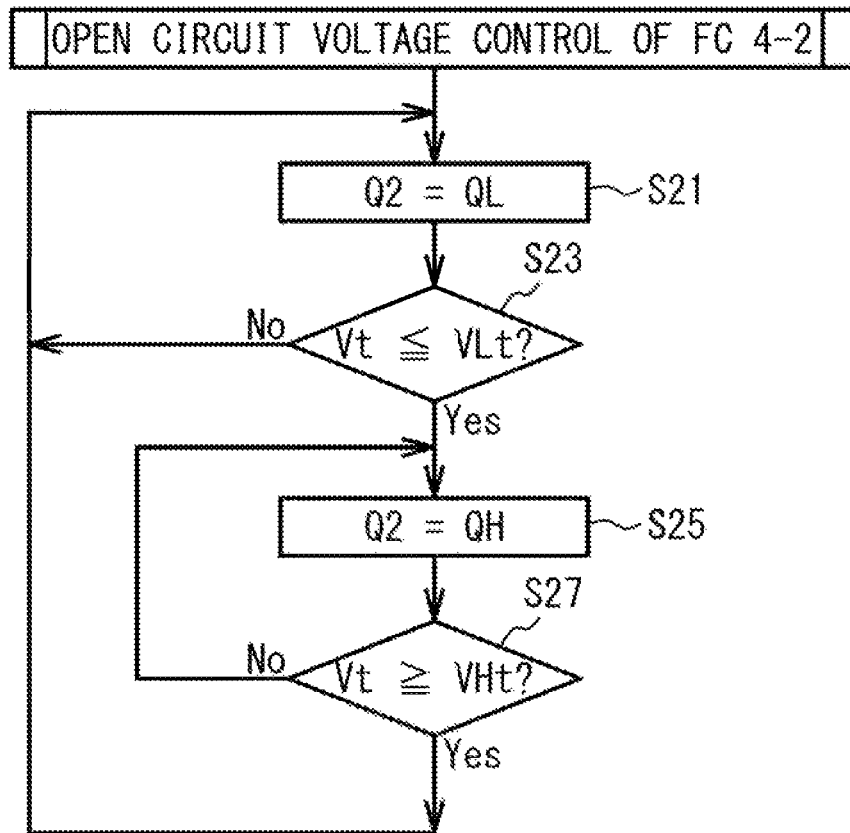 OPEN CIRCUIT VOLTAGE CONTROL OF FC 4-2
Q2 = QL
S21
S23
Vt ≦ VLt?
No
Yes
Q2 = QH
S25
S27
Vt ≧ VHt?
No
Yes